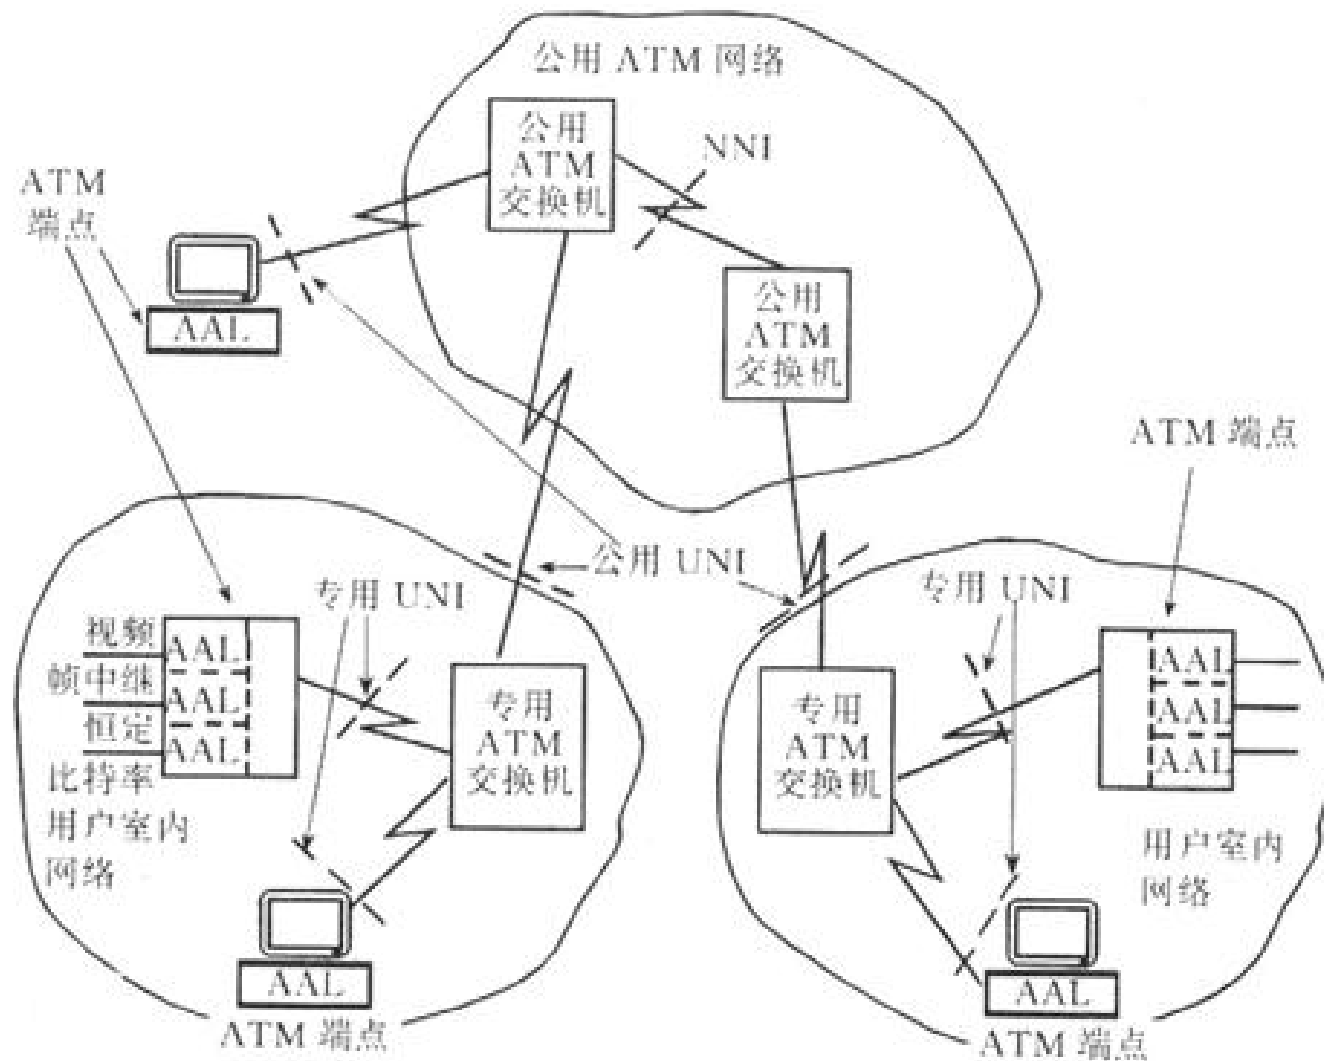 公用 ATM 网络
公用
ATM
交换机
NNI
ATM
端点
AAL
公用
ATM
交换机
ATM 端点
公用 UNI
专用 UNI
专用 UNI
视频
AAL
帧中继
AAL
恒定
AAL
比特率
用户室内
网络
专用
ATM
交换机
专用
ATM
交换机
AAL
AAL
AAL
用户室内
网络
AAL
ATM 端点
AAL
ATM 端点